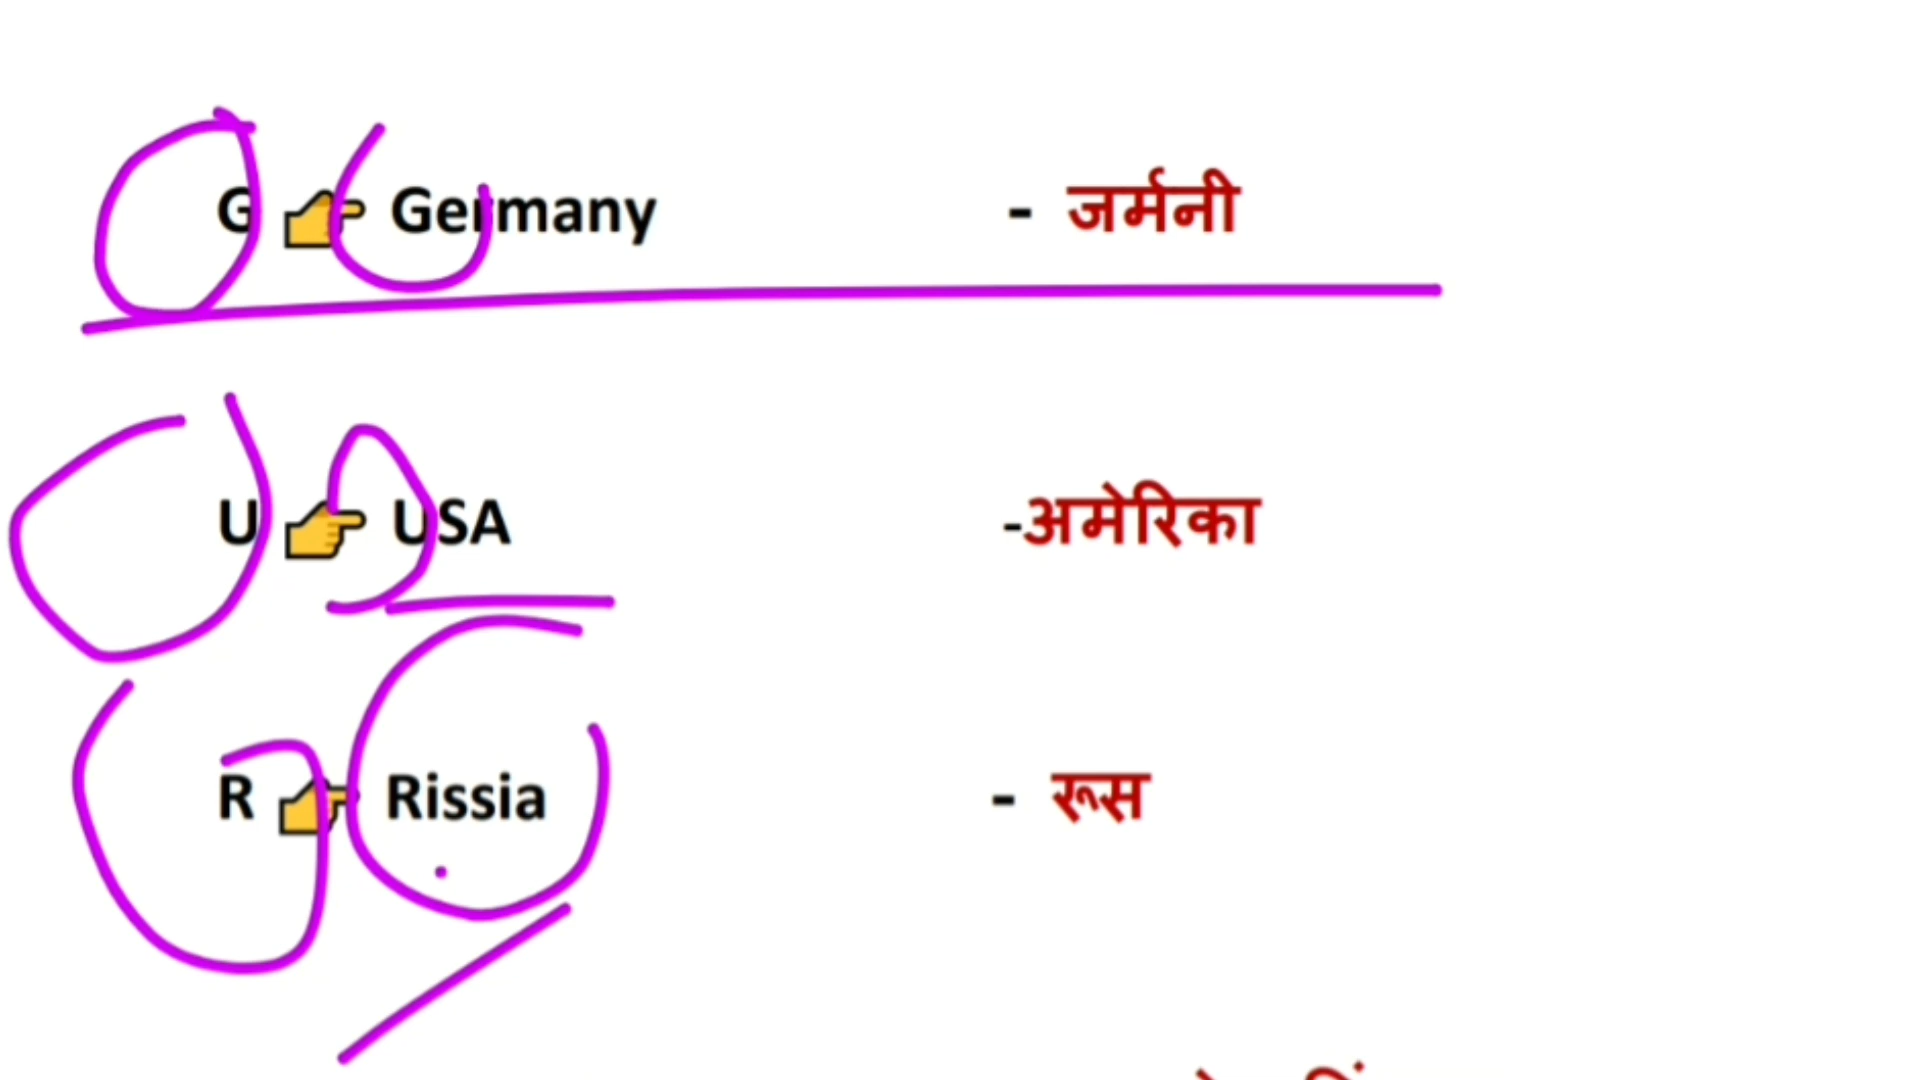 G 👉 Germany - जर्मनी
U 👉 USA -अमेरिका
R 👉 Rissia - रूस